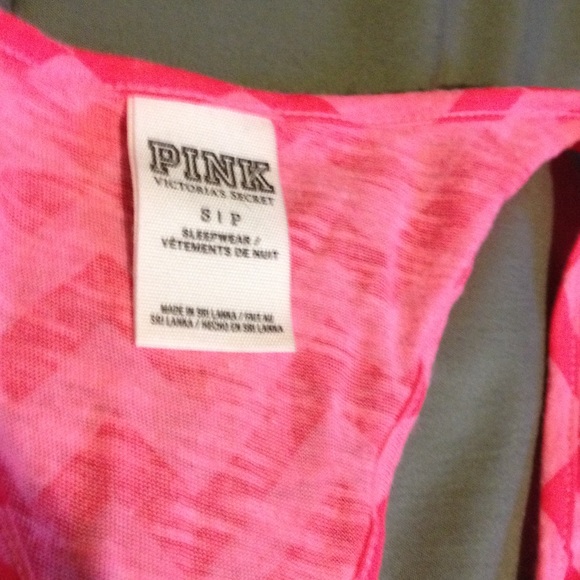 PINK
VICTORIA'S SECRET
S | P
SLEEPWEAR /
VÊTEMENTS DE NUIT
MADE IN SRI LANKA / FAIT AU
SRI LANKA / HECHO EN SRI LANKA